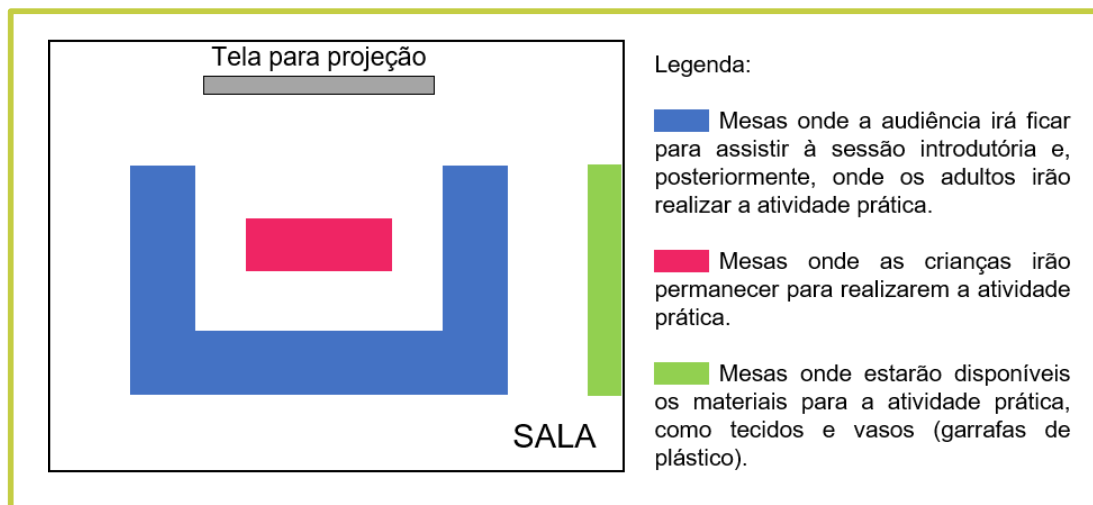 Tela para projeção
SALA
Legenda:
Mesas onde a audiência irá ficar
para assistir à sessão introdutória e,
posteriormente, onde os adultos irão
realizar a atividade prática.
Mesas onde as crianças irão
permanecer para realizarem a atividade
prática.
Mesas onde estarão disponíveis
os materiais para a atividade prática,
como tecidos e vasos (garrafas de
plástico).